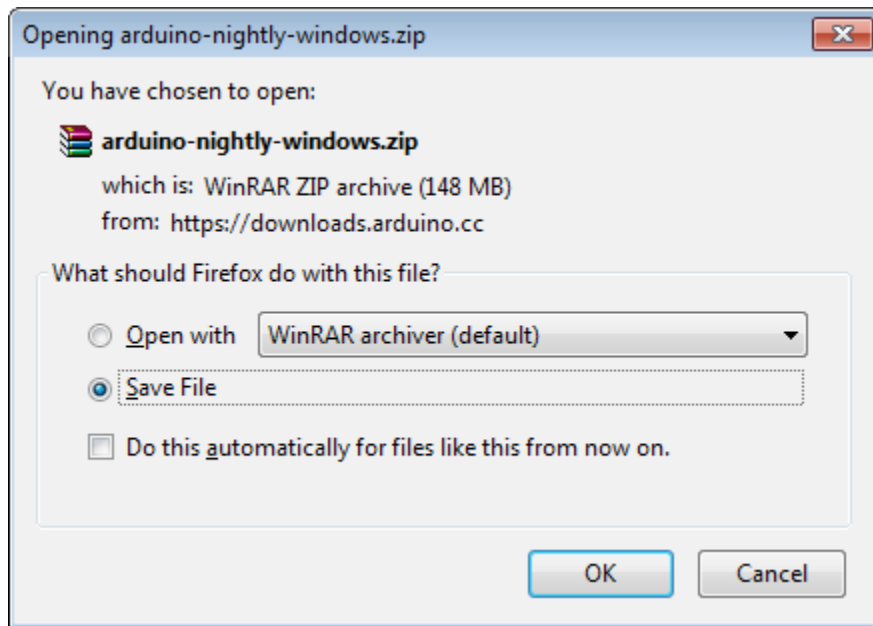 Opening arduino-nightly-windows.zip
You have chosen to open:
arduino-nightly-windows.zip
which is: WinRAR ZIP archive (148 MB)
from: https://downloads.arduino.cc
What should Firefox do with this file?
Open with WinRAR archiver (default)
Save File
Do this automatically for files like this from now on.
OK Cancel